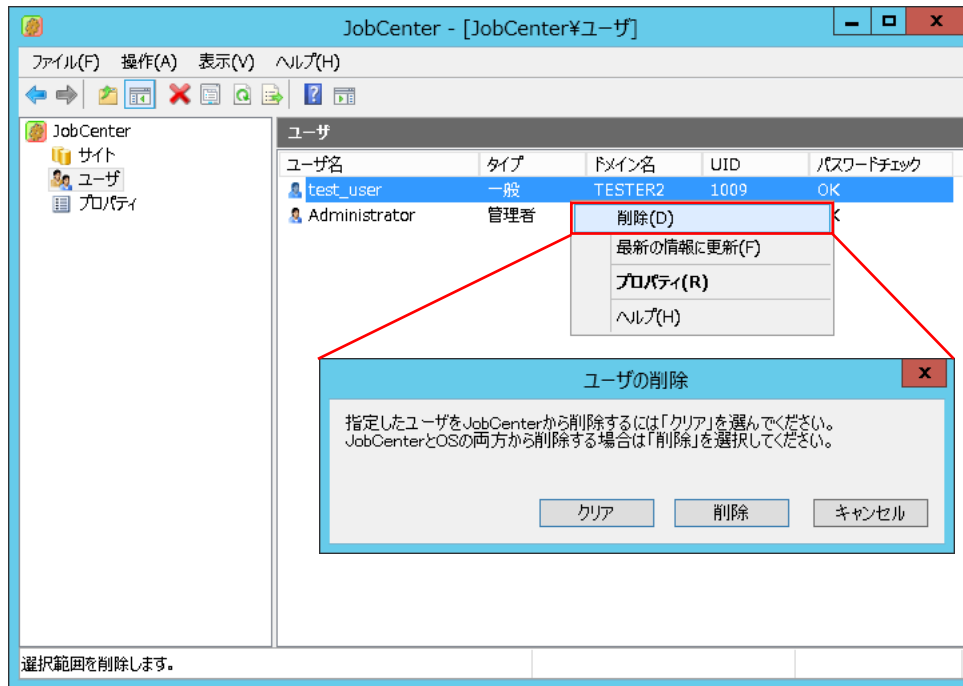 JobCenter - [JobCenter¥ユーザ]
ファイル(F) 操作(A) 表示(V) ヘルプ(H)
JobCenter
サイト
ユーザ
プロパティ
ユーザ
ユーザ名 タイプ ドメイン名 UID パスワードチェック
test_user 一般 TESTER2 1009 OK
Administrator 管理者
削除(D)
最新の情報に更新(F)
プロパティ(R)
ヘルプ(H)
ユーザの削除
指定したユーザをJobCenterから削除するには「クリア」を選んでください。
JobCenterとOSの両方から削除する場合は「削除」を選択してください。
クリア 削除 キャンセル
選択範囲を削除します。